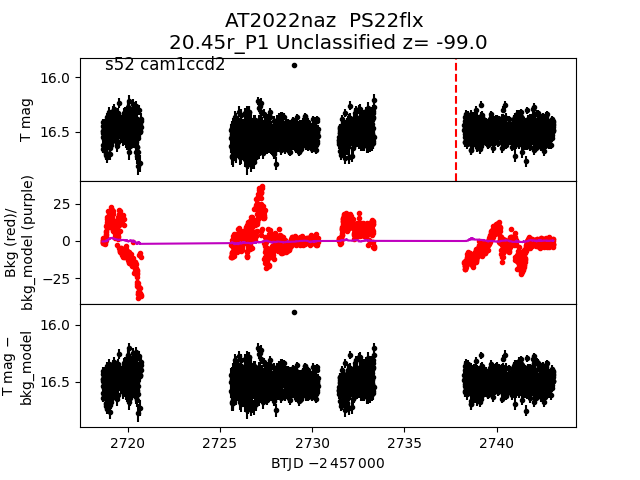 AT2022naz PS22flx
20.45r_P1 Unclassified z= -99.0
s52 cam1ccd2
T mag
16.0
16.5
Bkg (red)/
bkg_model (purple)
25
0
−25
T mag −
bkg_model
16.0
16.5
2720 2725 2730 2735 2740
BTJD −2 457 000